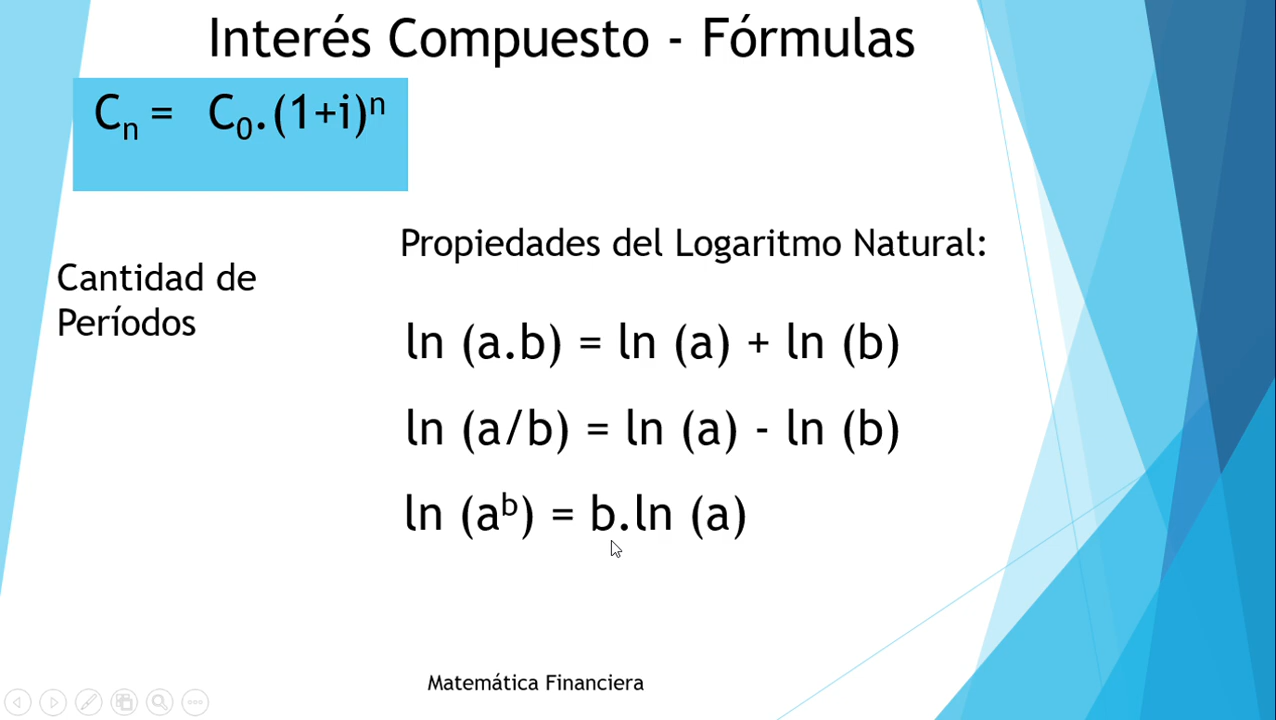 Interés Compuesto - Fórmulas
Cₙ = C₀.(1+i)ⁿ
Propiedades del Logaritmo Natural:
Cantidad de
Períodos
ln (a.b) = ln (a) + ln (b)
ln (a/b) = ln (a) - ln (b)
ln (aᵇ) = b.ln (a)
Matemática Financiera